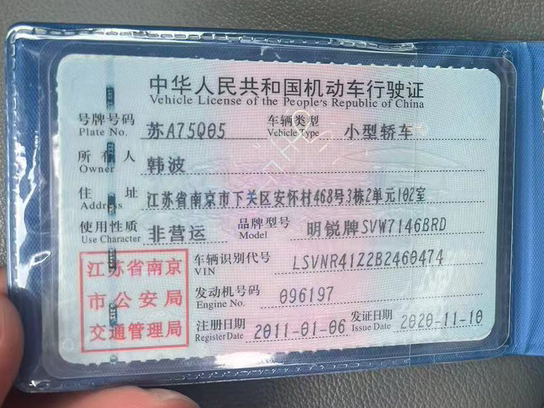 中华人民共和国机动车行驶证
Vehicle License of the People's Republic of China
号牌号码 苏A75Q05 车辆类型 小型轿车
Plate No. Vehicle Type
所有人 韩波
Owner
住址 江苏省南京市下关区安怀村468号3栋2单元102室
Address
使用性质 非营运 品牌型号 明锐牌SVW7146BRD
Use Character Model
江苏省南京市公安局交通管理局
车辆识别代号 LSVNR41Z2B2460474
VIN
发动机号码 096197
Engine No.
注册日期 2011-01-06 发证日期 2020-11-10
Register Date Issue Date